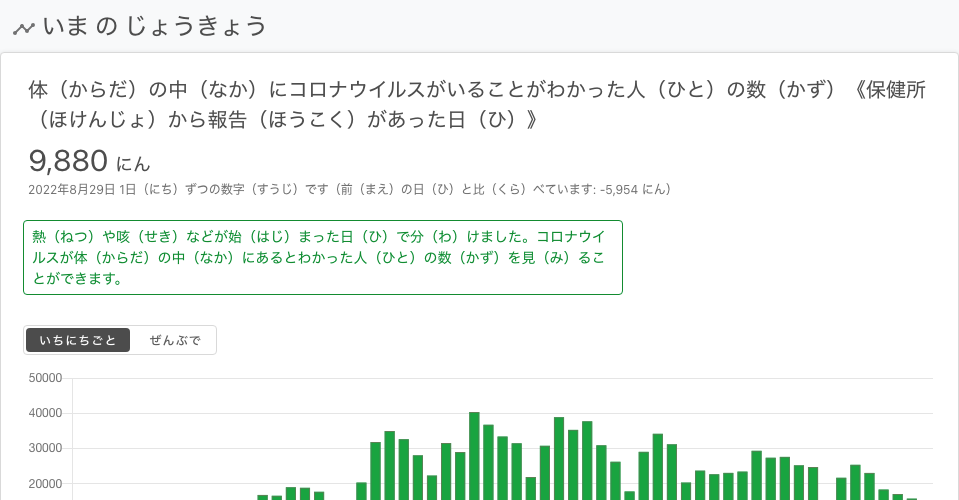 いま の じょうきょう
体（からだ）の中（なか）にコロナウイルスがいることがわかった人（ひと）の数（かず）《保健所
（ほけんじょ）から報告（ほうこく）があった日（ひ）》
9,880 にん
2022年8月29日 1日（にち）ずつの数字（すうじ）です（前（まえ）の日（ひ）と比（くら）べています: -5,954 にん）
熱（ねつ）や咳（せき）などが始（はじ）まった日（ひ）で分（わ）けました。コロナウイ
ルスが体（からだ）の中（なか）にあるとわかった人（ひと）の数（かず）を見（み）るこ
とができます。
いちにちごと ぜんぶで
50000
40000
30000
20000